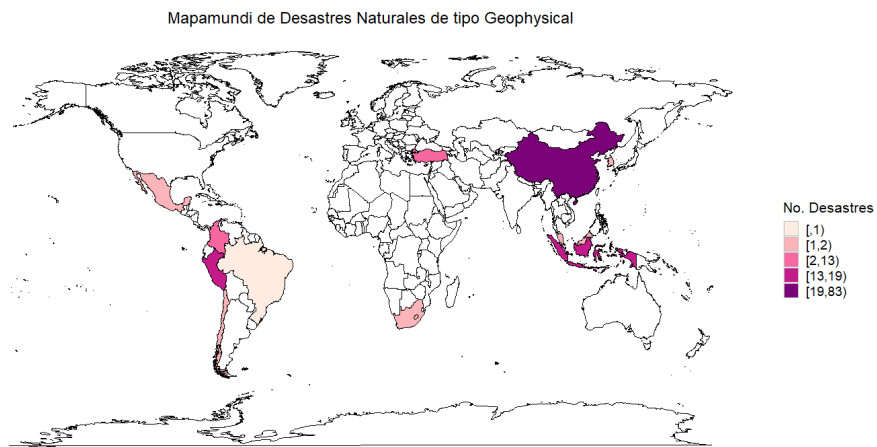 Mapamundi de Desastres Naturales de tipo Geophysical
No. Desastres
[,1)
[1,2)
[2,13)
[13,19)
[19,83)